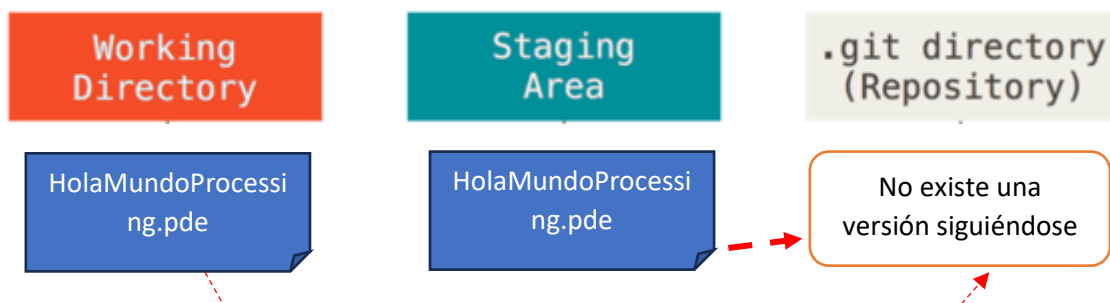 Working
Directory
Staging
Area
.git directory
(Repository)
HolaMundoProcessi
ng.pde
HolaMundoProcessi
ng.pde
No existe una
versión siguiéndose